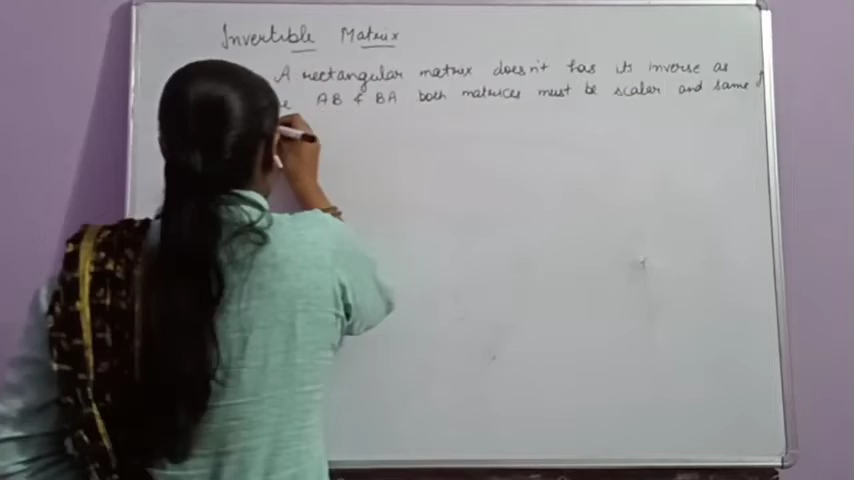 Invertible Matrix
A rectangular matrix doesn't has its inverse as
AB & BA both matrices must be scalar and same